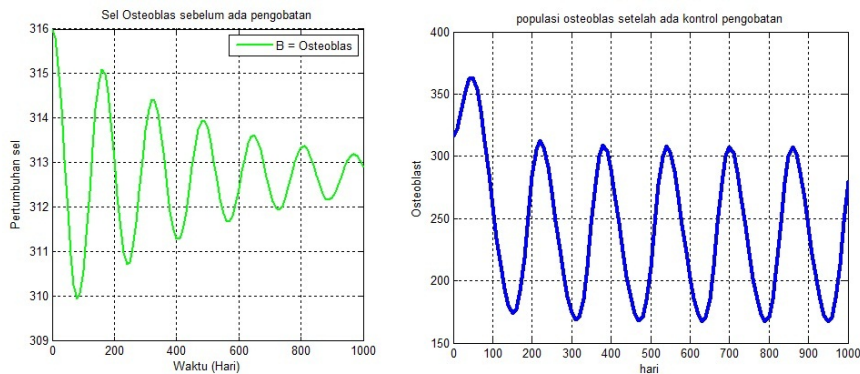 Sel Osteoblas sebelum ada pengobatan
316
315
314
313
312
311
310
309
Pertumbuhan sel
B = Osteoblas
0 200 400 600 800 1000
Waktu (Hari)
populasi osteoblas setelah ada kontrol pengobatan
400
350
300
250
200
150
Osteoblast
0 100 200 300 400 500 600 700 800 900 1000
hari